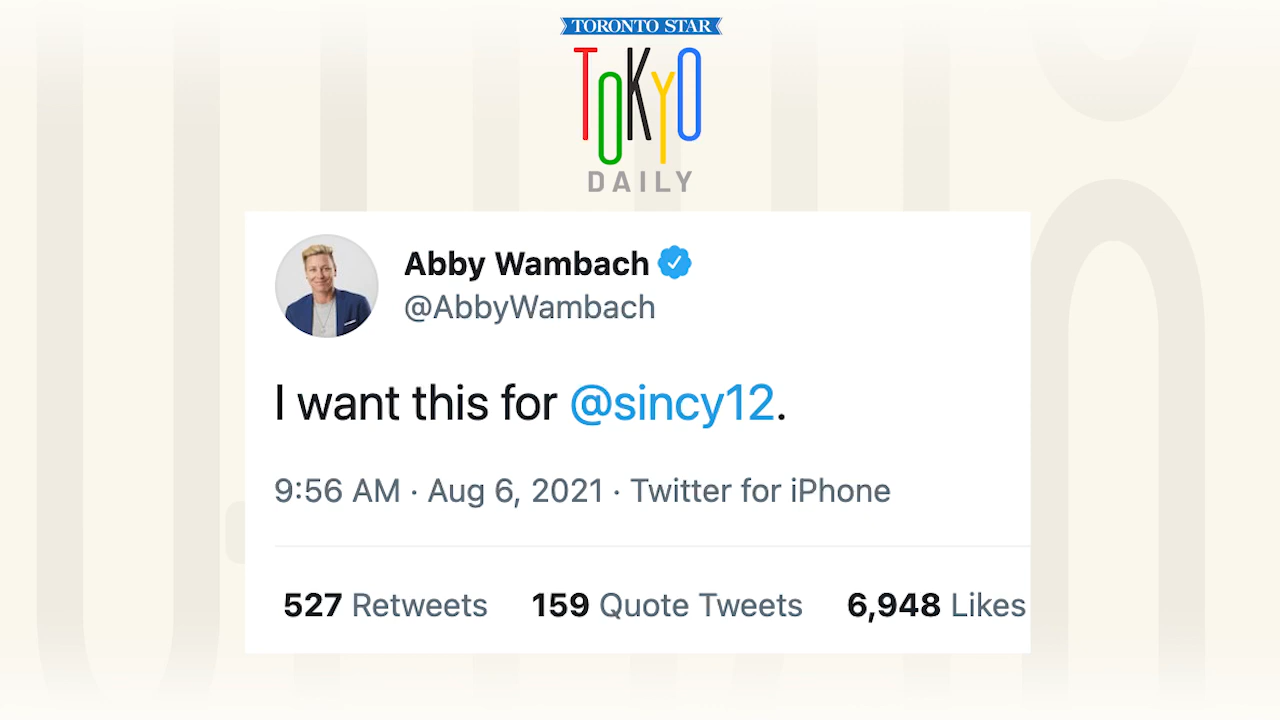 TORONTO STAR
TOKYO
DAILY
Abby Wambach
@AbbyWambach
I want this for @sincy12.
9:56 AM · Aug 6, 2021 · Twitter for iPhone
527 Retweets 159 Quote Tweets 6,948 Likes